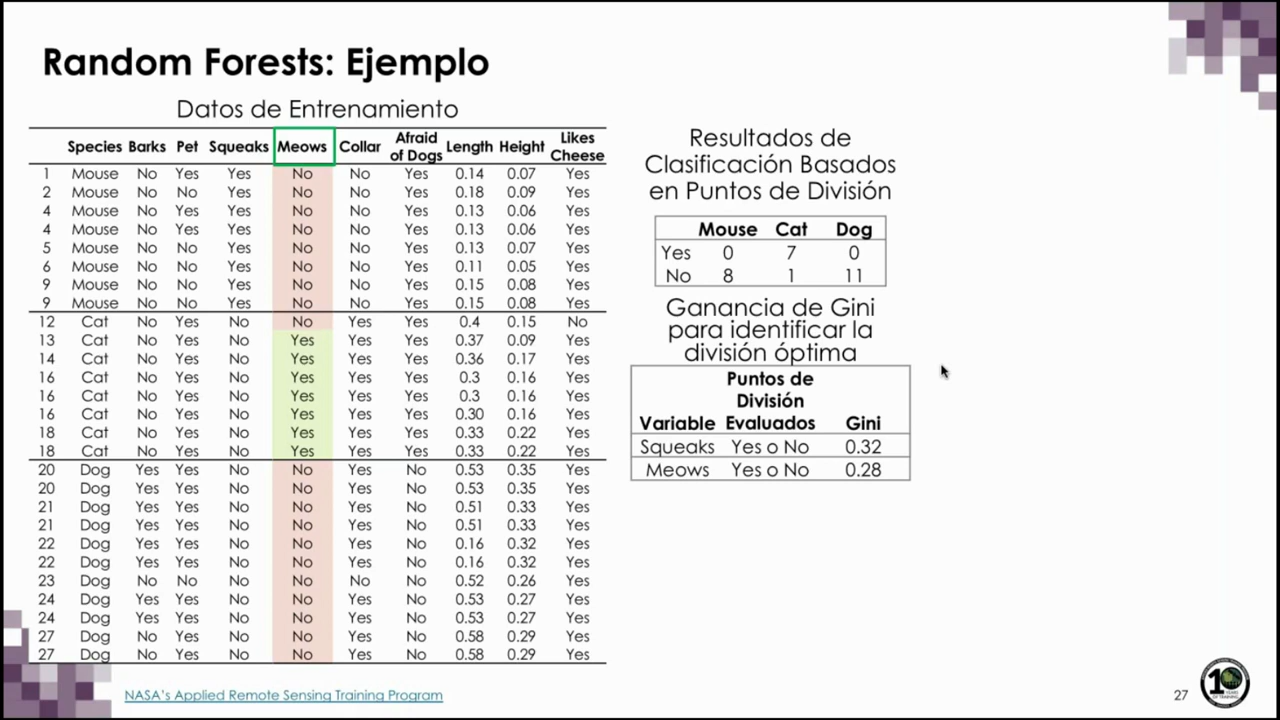 Random Forests: Ejemplo
Datos de Entrenamiento
Species Barks Pet Squeaks Meows Collar Afraid of Dogs Length Height Likes Cheese
1 Mouse No Yes Yes No No Yes 0.14 0.07 Yes
2 Mouse No No Yes No No Yes 0.18 0.09 Yes
4 Mouse No Yes Yes No No Yes 0.13 0.06 Yes
4 Mouse No Yes Yes No No Yes 0.13 0.06 Yes
5 Mouse No No Yes No No Yes 0.13 0.07 Yes
6 Mouse No No Yes No No Yes 0.11 0.05 Yes
9 Mouse No No Yes No No Yes 0.15 0.08 Yes
9 Mouse No No Yes No No Yes 0.15 0.08 Yes
12 Cat No Yes No No Yes Yes 0.4 0.15 No
13 Cat No Yes No Yes Yes Yes 0.37 0.09 Yes
14 Cat No Yes No Yes Yes Yes 0.36 0.17 Yes
16 Cat No Yes No Yes Yes Yes 0.3 0.16 Yes
16 Cat No Yes No Yes Yes Yes 0.3 0.16 Yes
16 Cat No Yes No Yes Yes Yes 0.30 0.16 Yes
18 Cat No Yes No Yes Yes Yes 0.33 0.22 Yes
18 Cat No Yes No Yes Yes Yes 0.33 0.22 Yes
20 Dog Yes Yes No No Yes No 0.53 0.35 Yes
20 Dog Yes Yes No No Yes No 0.53 0.35 Yes
21 Dog Yes Yes No No Yes No 0.51 0.33 Yes
21 Dog Yes Yes No No Yes No 0.51 0.33 Yes
22 Dog Yes Yes No No Yes No 0.16 0.32 Yes
22 Dog Yes Yes No No Yes No 0.16 0.32 Yes
23 Dog No No No No No No 0.52 0.26 Yes
24 Dog Yes Yes No No Yes No 0.53 0.27 Yes
24 Dog Yes Yes No No Yes No 0.53 0.27 Yes
27 Dog No Yes No No Yes No 0.58 0.29 Yes
27 Dog No Yes No No Yes No 0.58 0.29 Yes
Resultados de
Clasificación Basados
en Puntos de División
Mouse Cat Dog
Yes 0 7 0
No 8 1 11
Ganancia de Gini
para identificar la
división óptima
Puntos de
División
Variable Evaluados Gini
Squeaks Yes o No 0.32
Meows Yes o No 0.28
NASA's Applied Remote Sensing Training Program
27
10